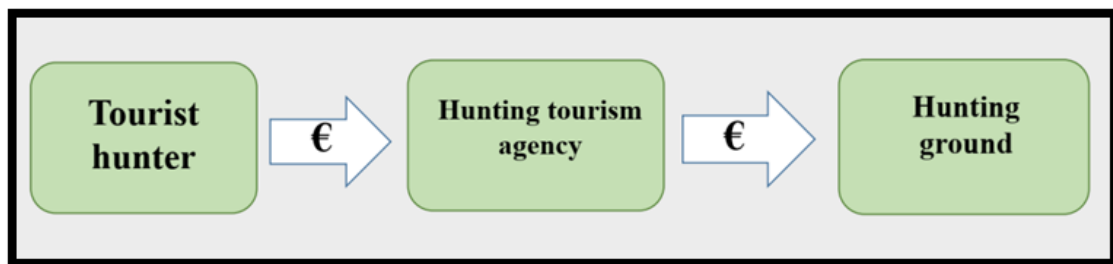 Tourist
hunter
€
Hunting tourism
agency
€
Hunting
ground